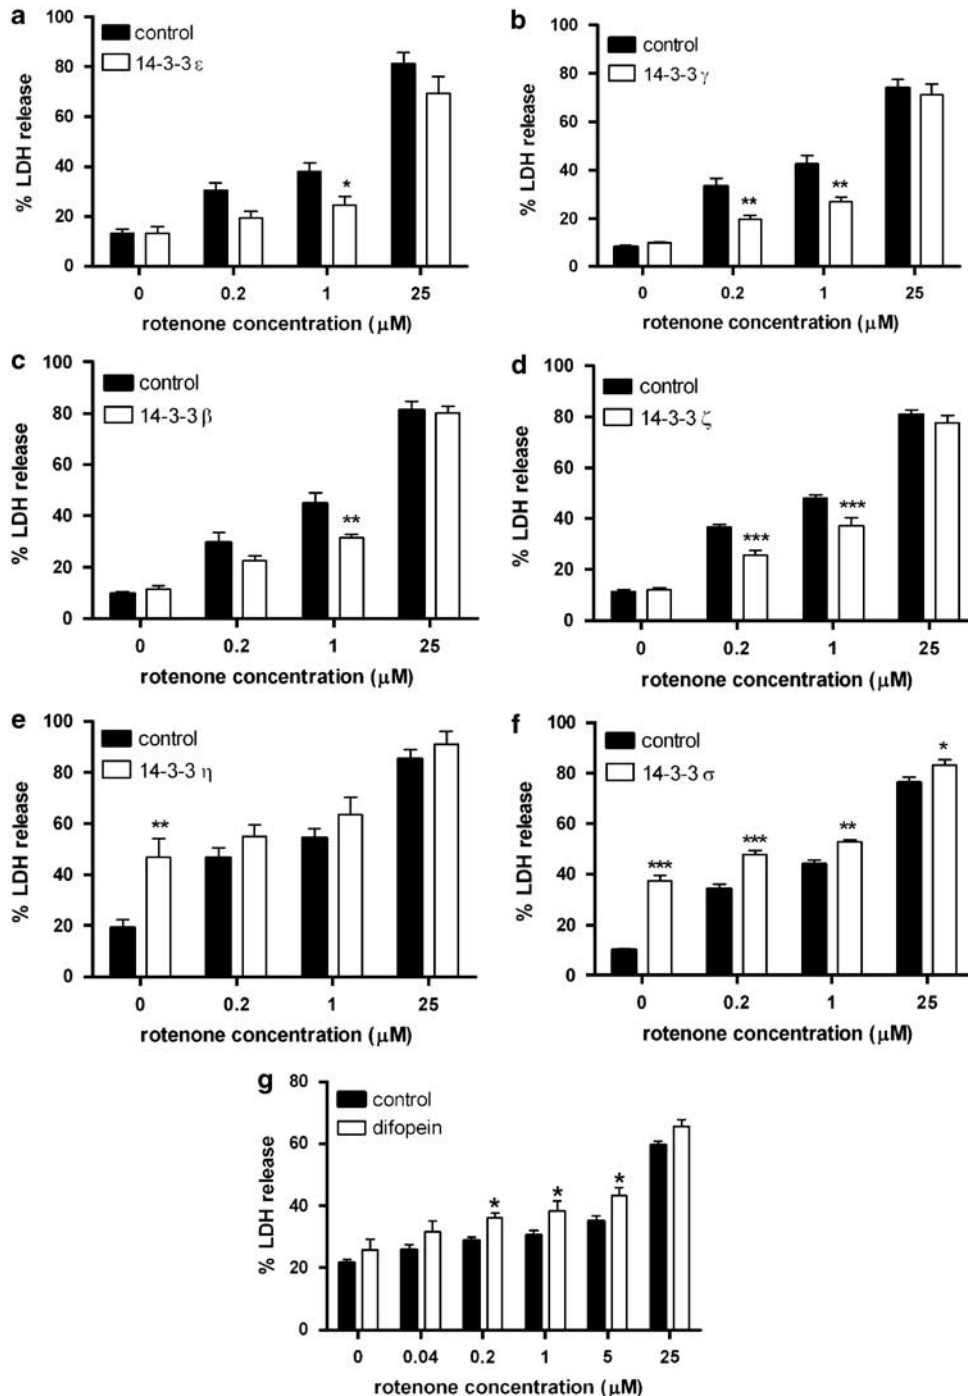 a
100
80
60
40
20
0
% LDH release
control
14-3-3 ε
*
0 0.2 1 25
rotenone concentration (μM)
b
100
80
60
40
20
0
% LDH release
control
14-3-3 γ
** **
0 0.2 1 25
rotenone concentration (μM)
c
100
80
60
40
20
0
% LDH release
control
14-3-3 β
**
0 0.2 1 25
rotenone concentration (μM)
d
100
80
60
40
20
0
% LDH release
control
14-3-3 ζ
*** ***
0 0.2 1 25
rotenone concentration (μM)
e
100
80
60
40
20
0
% LDH release
control
14-3-3 η
**
0 0.2 1 25
rotenone concentration (μM)
f
100
80
60
40
20
0
% LDH release
control
14-3-3 σ
*** *** ** *
0 0.2 1 25
rotenone concentration (μM)
g
80
60
40
20
0
% LDH release
control
difopein
* * *
0 0.04 0.2 1 5 25
rotenone concentration (μM)